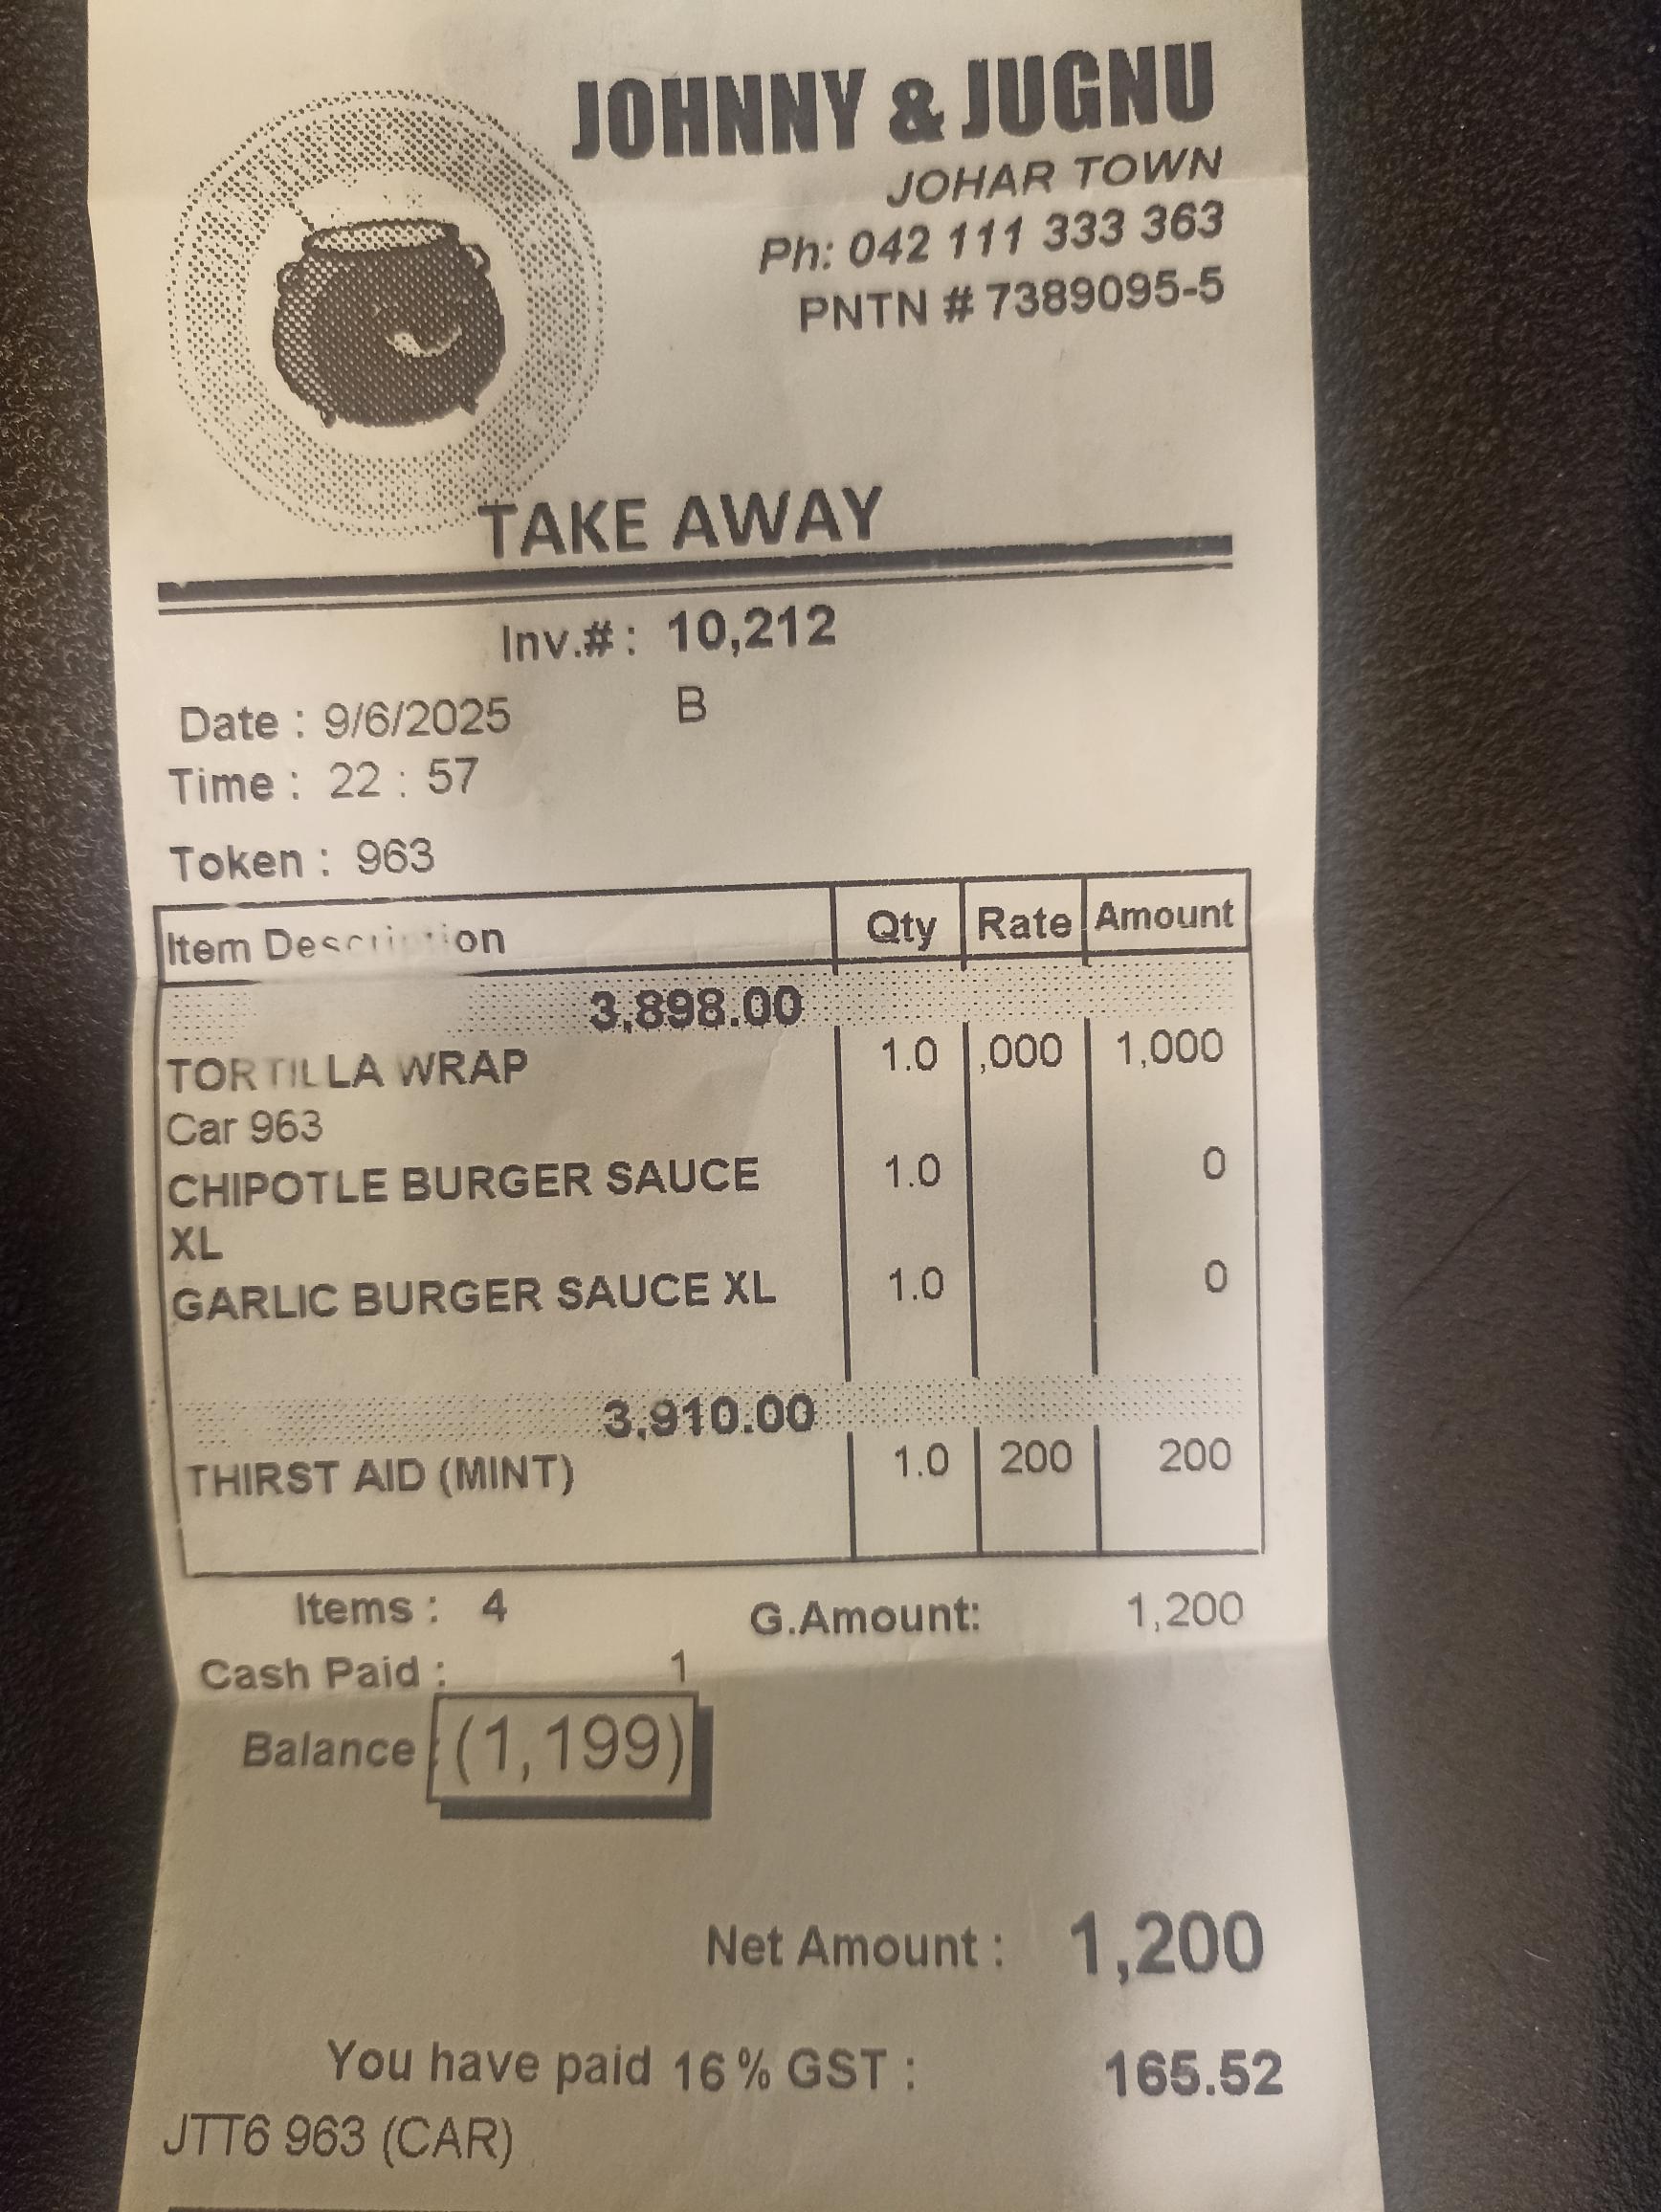 JOHNNY & JUGNU
JOHAR TOWN
Ph: 042 111 333 363
PNTN # 7389095-5
TAKE AWAY
Inv.#: 10,212
Date : 9/6/2025 B
Time : 22 : 57
Token : 963
Item Description Qty Rate Amount
3,898.00
TORTILLA WRAP 1.0 ,000 1,000
Car 963
CHIPOTLE BURGER SAUCE 1.0 0
XL
GARLIC BURGER SAUCE XL 1.0 0
3,910.00
THIRST AID (MINT) 1.0 200 200
Items : 4 G.Amount: 1,200
Cash Paid : 1
Balance : (1,199)
Net Amount : 1,200
You have paid 16 % GST : 165.52
JTT6 963 (CAR)